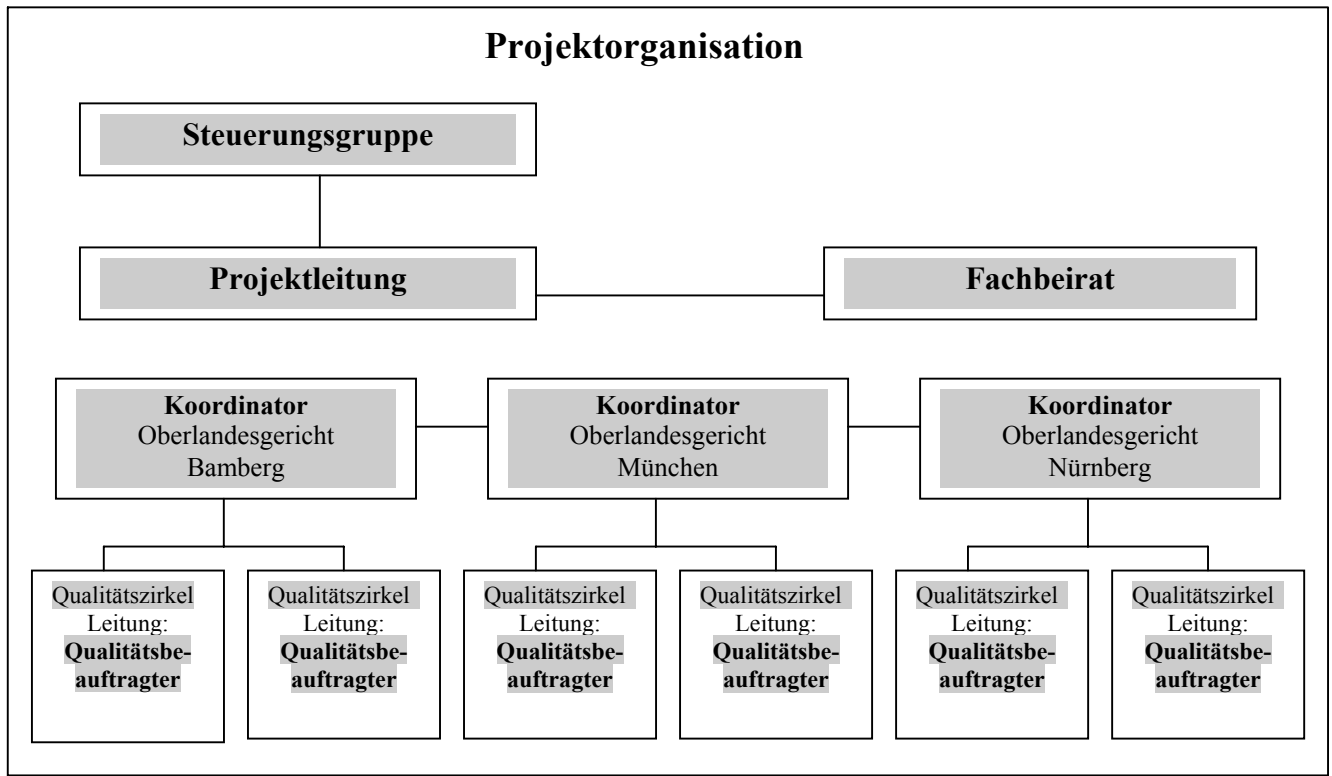 Projektorganisation
Steuerungsgruppe
Projektleitung
Fachbeirat
Koordinator
Oberlandesgericht
Bamberg
Koordinator
Oberlandesgericht
München
Koordinator
Oberlandesgericht
Nürnberg
Qualitätszirkel
Leitung:
Qualitätsbe-
auftragter
Qualitätszirkel
Leitung:
Qualitätsbe-
auftragter
Qualitätszirkel
Leitung:
Qualitätsbe-
auftragter
Qualitätszirkel
Leitung:
Qualitätsbe-
auftragter
Qualitätszirkel
Leitung:
Qualitätsbe-
auftragter
Qualitätszirkel
Leitung:
Qualitätsbe-
auftragter